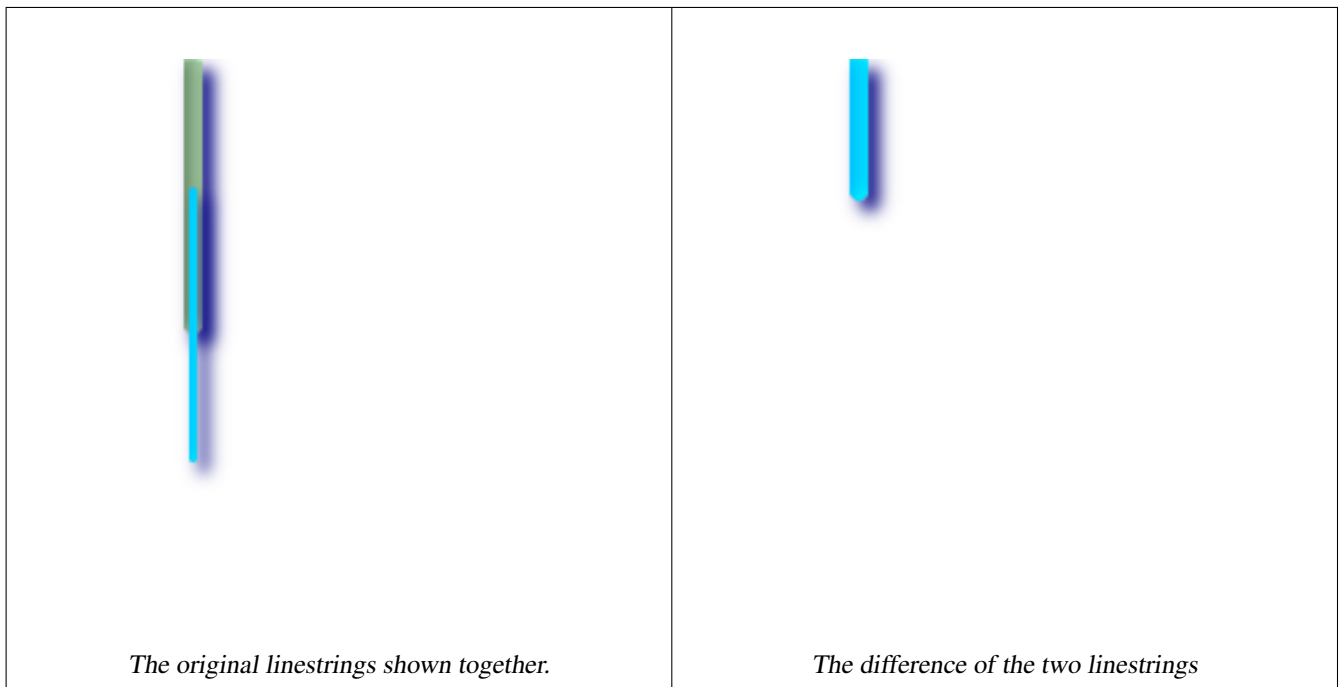 The original linestrings shown together.
The difference of the two linestrings